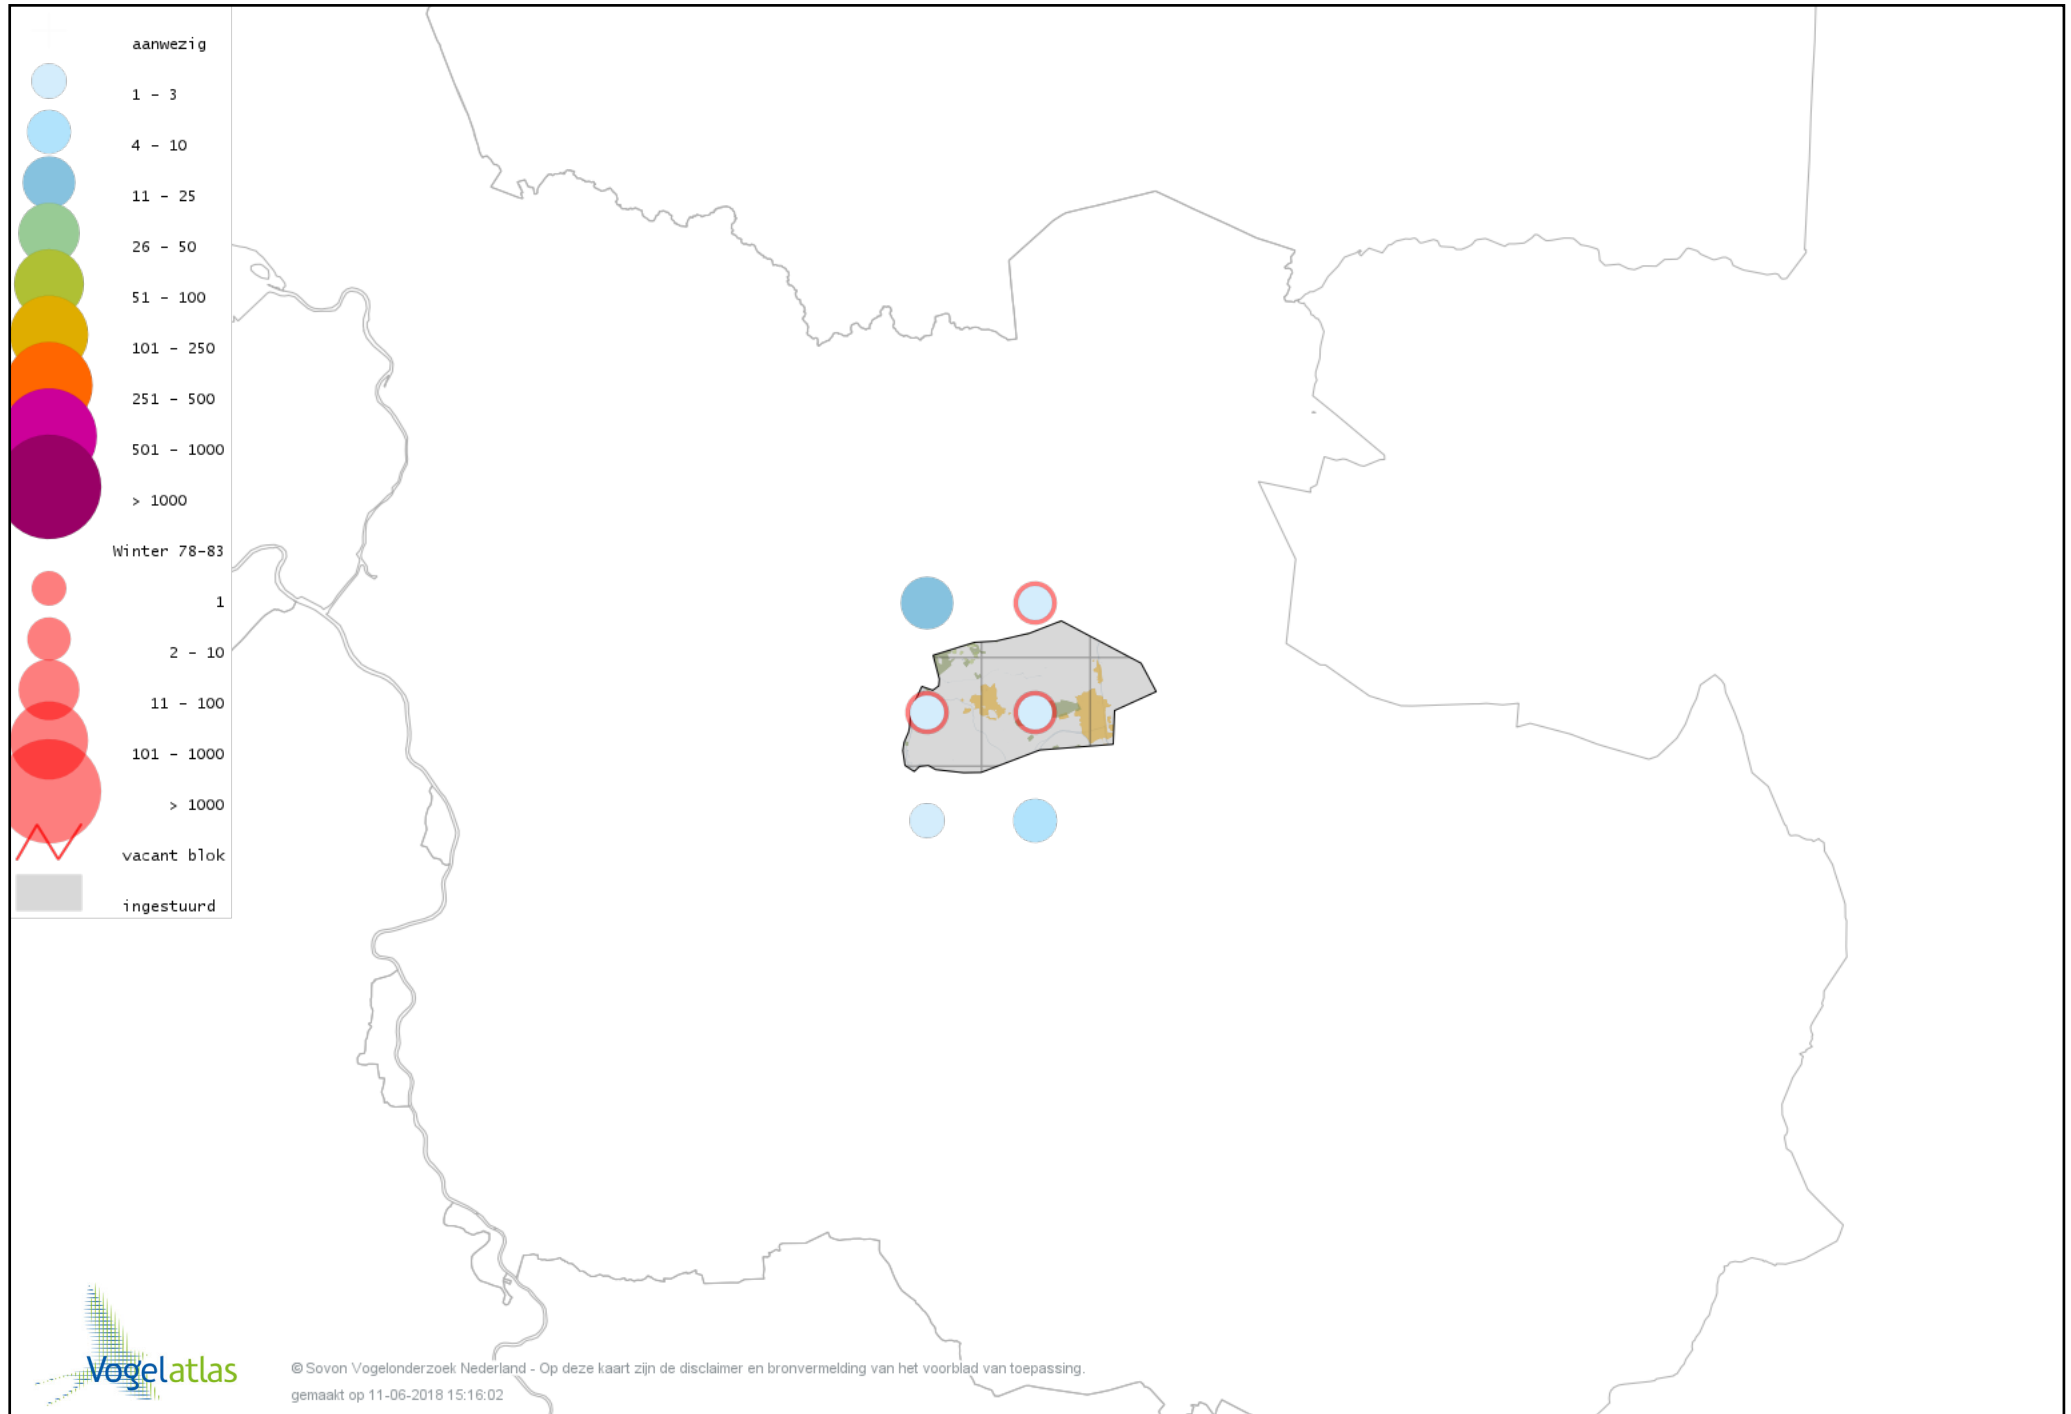 aanwezig
1 - 3
4 - 10
11 - 25
26 - 50
51 - 100
101 - 250
251 - 500
501 - 1000
> 1000
Winter 78-83
1
2 - 10
11 - 100
101 - 1000
> 1000
vacant blok
ingestuurd
Vogelatlas
© Sovon Vogelonderzoek Nederland - Op deze kaart zijn de disclaimer en bronvermelding van het voorblad van toepassing.
gemaakt op 11-06-2018 15:16:02